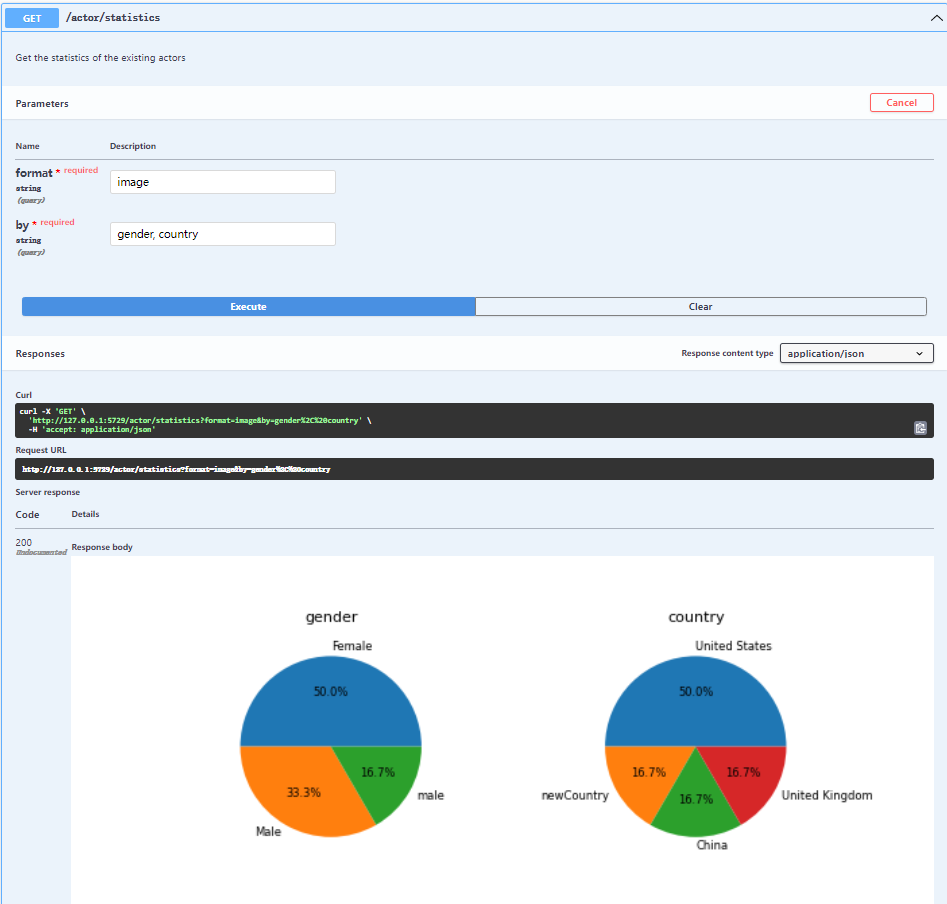 GET /actor/statistics
Get the statistics of the existing actors
Parameters
Cancel
Name Description
format * required
string
(query)
image
by * required
string
(query)
gender, country
Execute Clear
Responses
Response content type application/json
Curl
curl -X 'GET' \
'http://127.0.0.1:5729/actor/statistics?format=image&by=gender%2C%20country' \
-H 'accept: application/json'
Request URL
http://127.0.0.1:5729/actor/statistics?format=image&by=gender%2C%20country
Server response
Code Details
200
Undocumented
Response body
gender
Female
50.0%
33.3%
16.7%
male
Male
country
United States
50.0%
16.7%
16.7%
16.7%
newCountry
United Kingdom
China